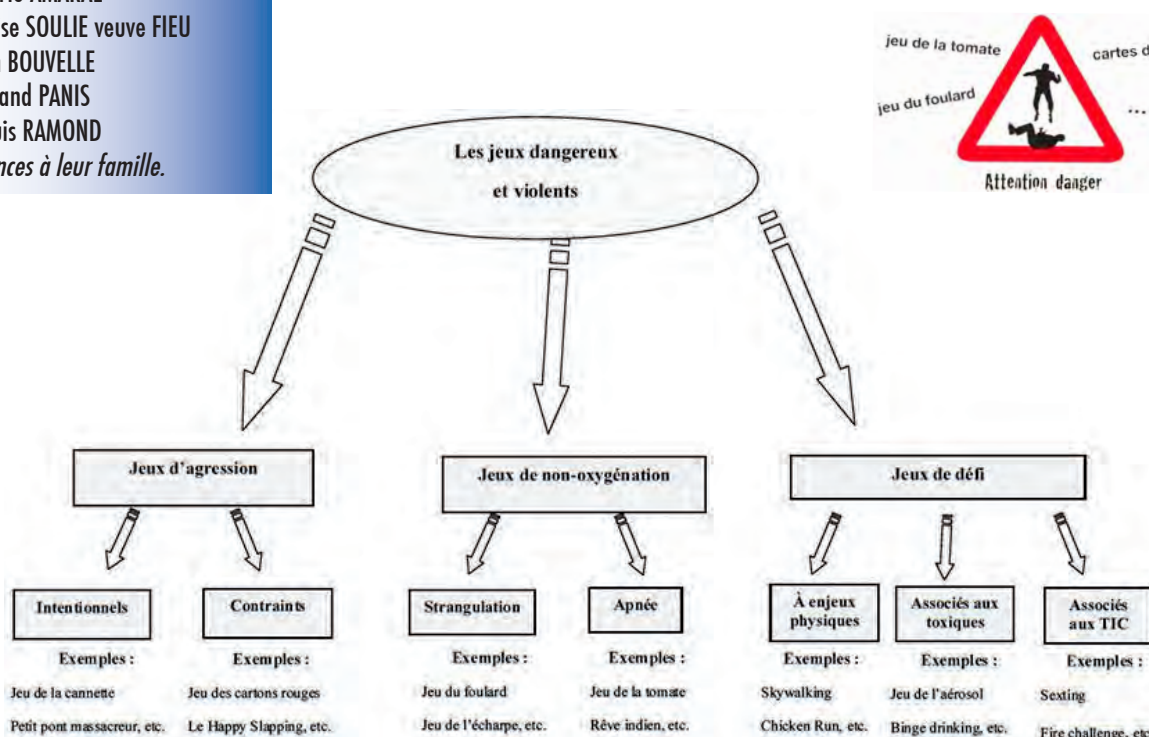 se SOULIE veuve FIEU
BOUVELLE
and PANIS
uis RAMOND
nces à leur famille.
jeu de la tomate
cartes d
jeu du foulard
...
Attention danger
Les jeux dangereux
et violents
Jeux d'agression
Jeux de non-oxygénation
Jeux de défi
Intentionnels
Contraints
Strangulation
Apnée
À enjeux
physiques
Associés aux
toxiques
Associés
aux TIC
Exemples :
Jeu de la cannette
Petit pont massacreur, etc.
Exemples :
Jeu des cartons rouges
Le Happy Slapping, etc.
Exemples :
Jeu du foulard
Jeu de l'écharpe, etc.
Exemples :
Jeu de la tomate
Rêve indien, etc.
Exemples :
Skywalking
Chicken Run, etc.
Exemples :
Jeu de l'aérosol
Binge drinking, etc.
Exemples :
Sexting
Fire challenge, etc